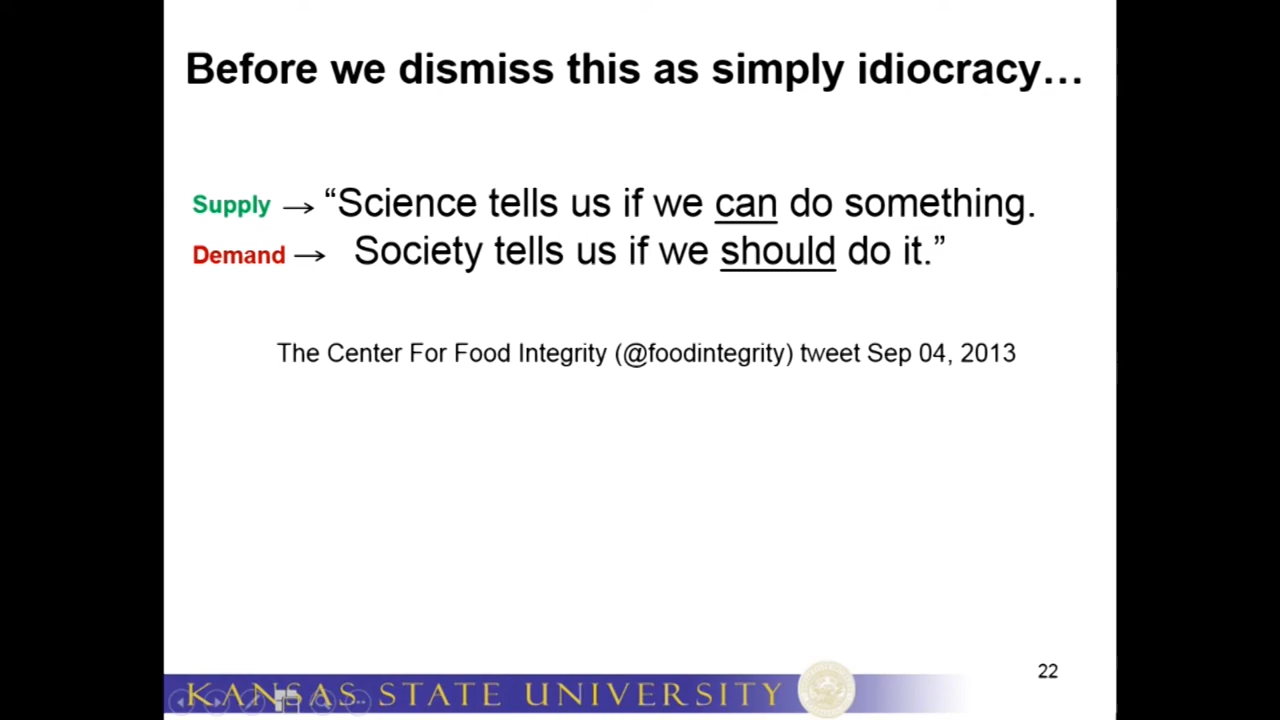 Before we dismiss this as simply idiocracy…
Supply → “Science tells us if we can do something.
Demand → Society tells us if we should do it.”
The Center For Food Integrity (@foodintegrity) tweet Sep 04, 2013
22
KANSAS STATE UNIVERSITY